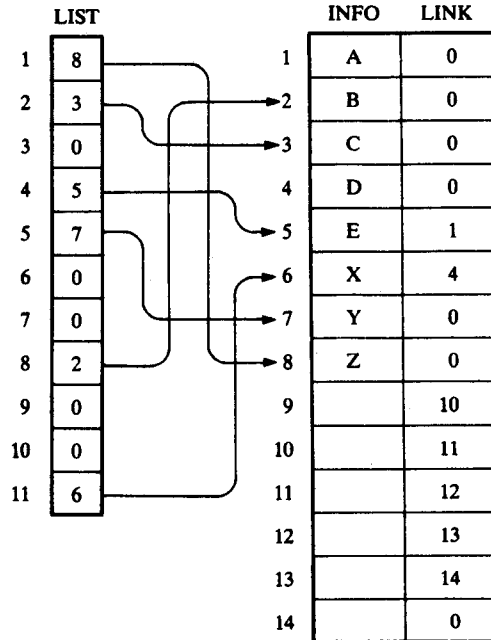 LIST INFO LINK
1 8 1 A 0
2 3 2 B 0
3 0 3 C 0
4 5 4 D 0
5 7 5 E 1
6 0 6 X 4
7 0 7 Y 0
8 2 8 Z 0
9 0 9 10
10 0 10 11
11 6 11 12
12 13
13 14
14 0